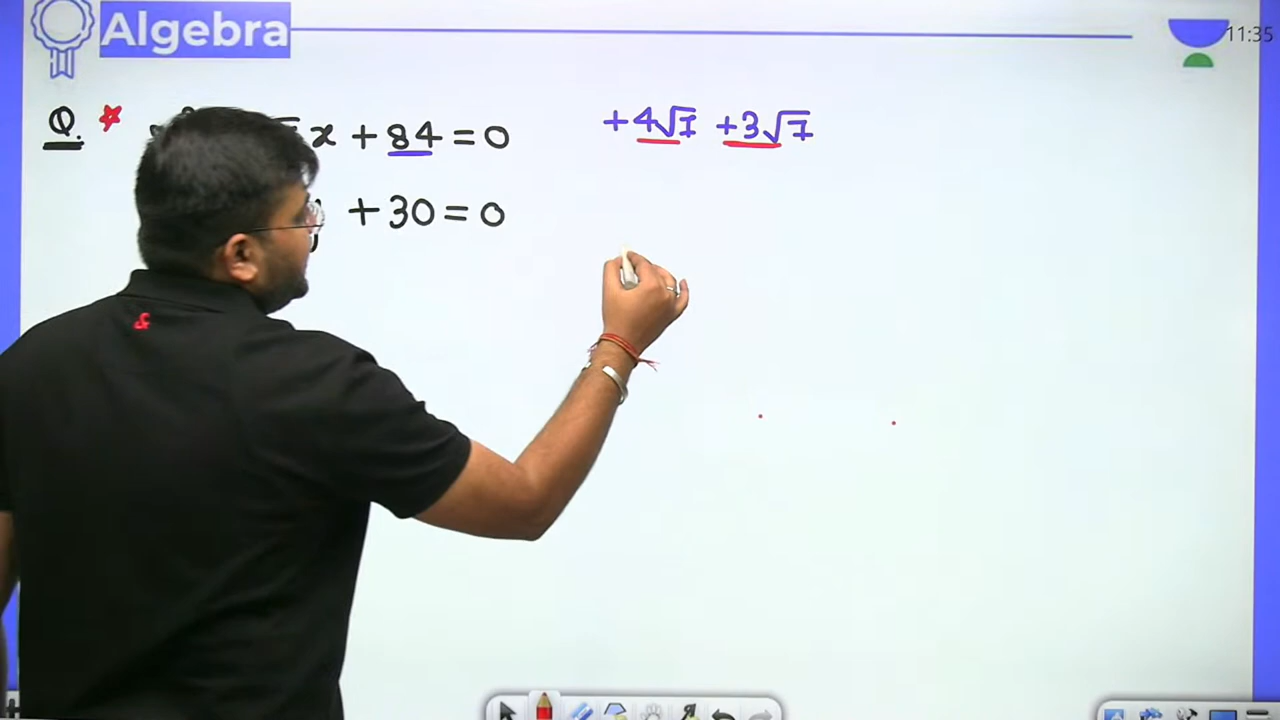 Algebra
11:35
Q. x + 84 = 0 +4√7 +3√7
+ 30 = 0